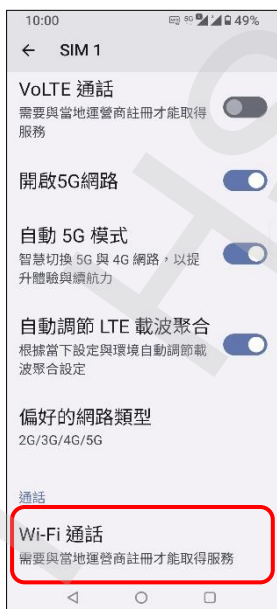 10:00 49%
← SIM 1
VoLTE 通話
需要與當地運營商註冊才能取得
服務
開啟5G網路
自動 5G 模式
智慧切換 5G 與 4G 網路，以提
升體驗與續航力
自動調節 LTE 載波聚合
根據當下設定與環境自動調節載
波聚合設定
偏好的網路類型
2G/3G/4G/5G
通話
Wi-Fi 通話
需要與當地運營商註冊才能取得服務